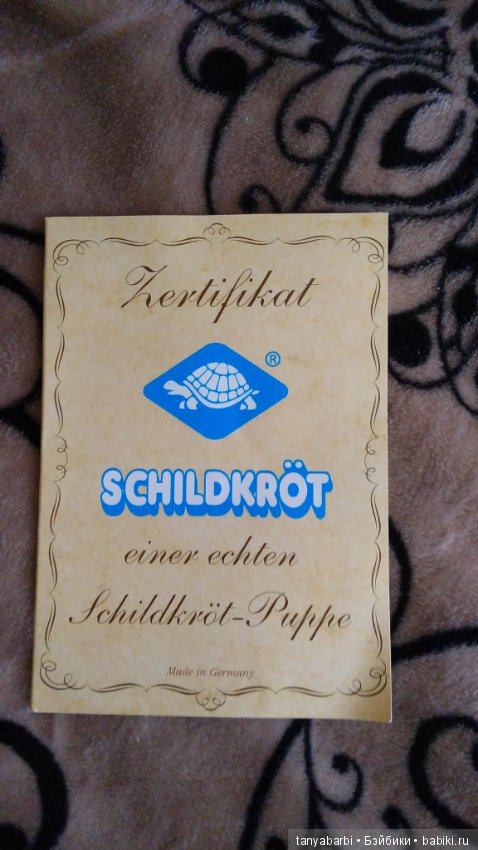 Zertifikat
®
SCHILDKRÖT
einer echten
Schildkröt-Puppe
Made in Germany
tanyabarbi • Бэйбики • babiki.ru